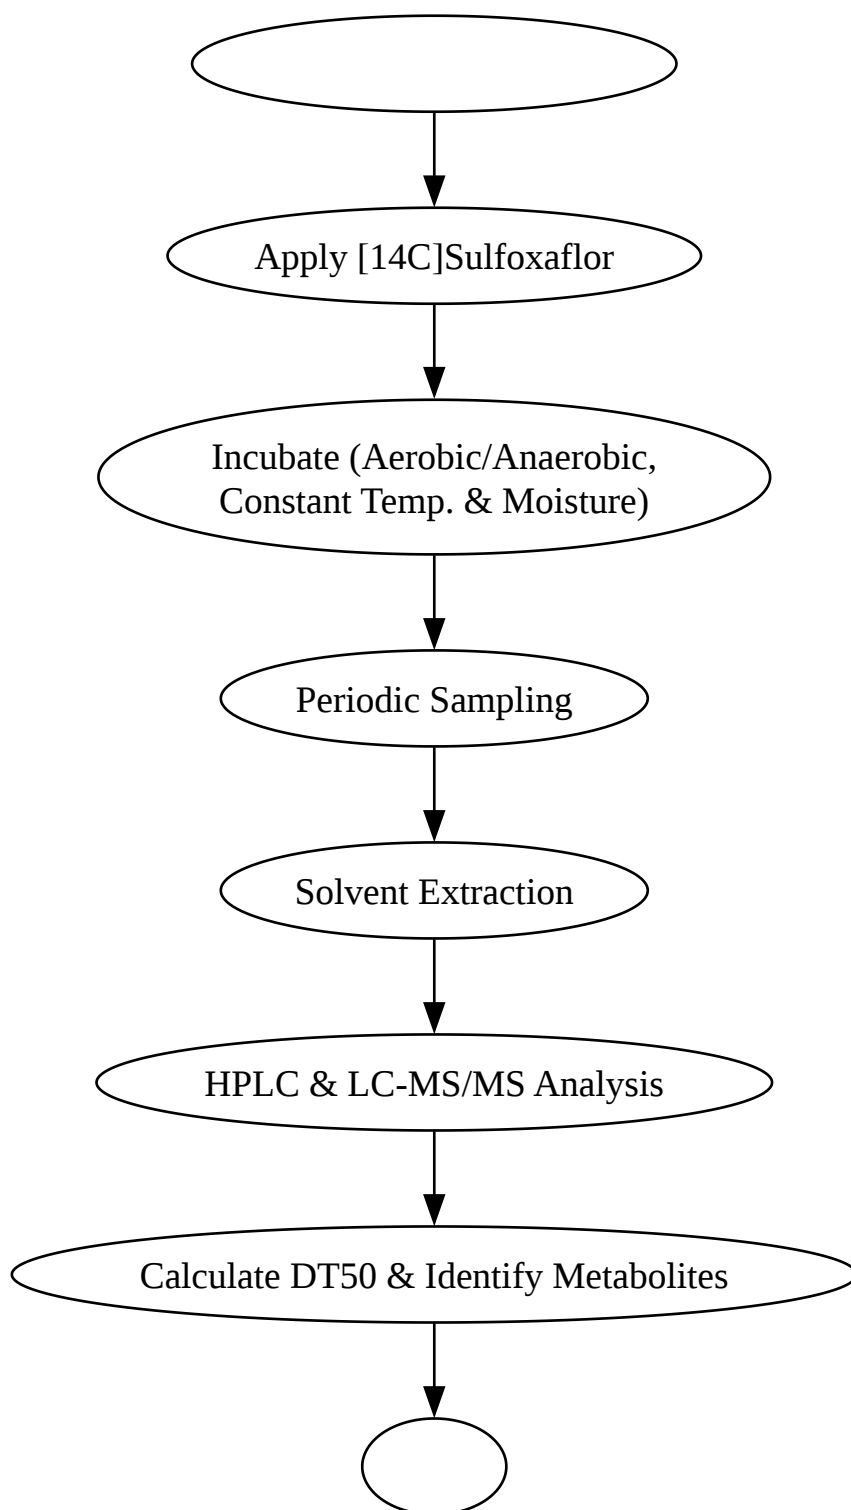 Apply [14C]Sulfoxaflor
Incubate (Aerobic/Anaerobic,
Constant Temp. & Moisture)
Periodic Sampling
Solvent Extraction
HPLC & LC-MS/MS Analysis
Calculate DT50 & Identify Metabolites